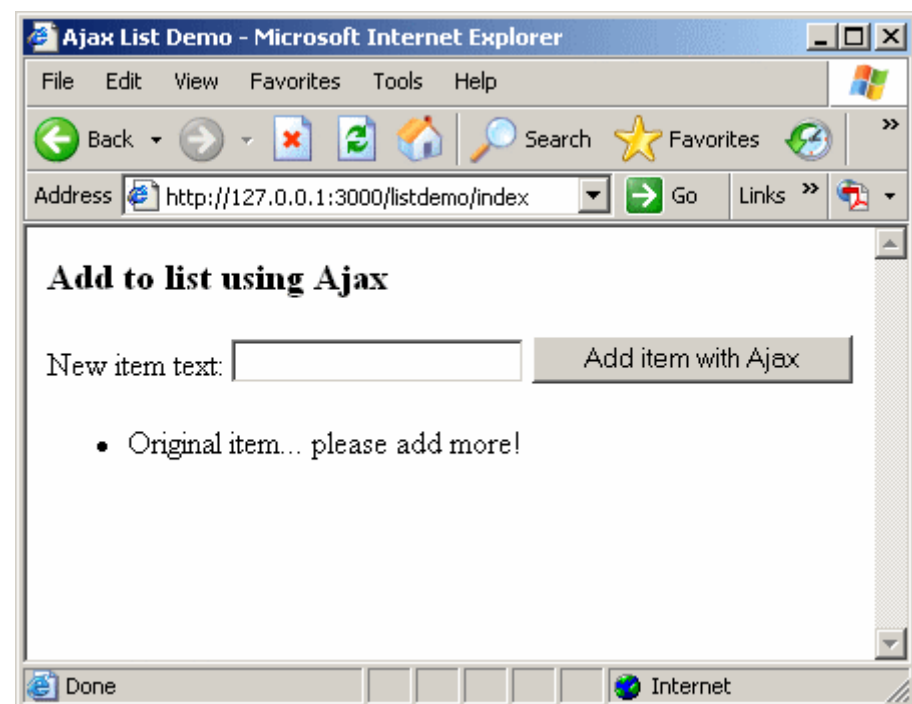 Ajax List Demo - Microsoft Internet Explorer
File Edit View Favorites Tools Help
Back Search Favorites »
Address http://127.0.0.1:3000/listdemo/index Go Links »
Add to list using Ajax
New item text: Add item with Ajax
• Original item... please add more!
Done Internet